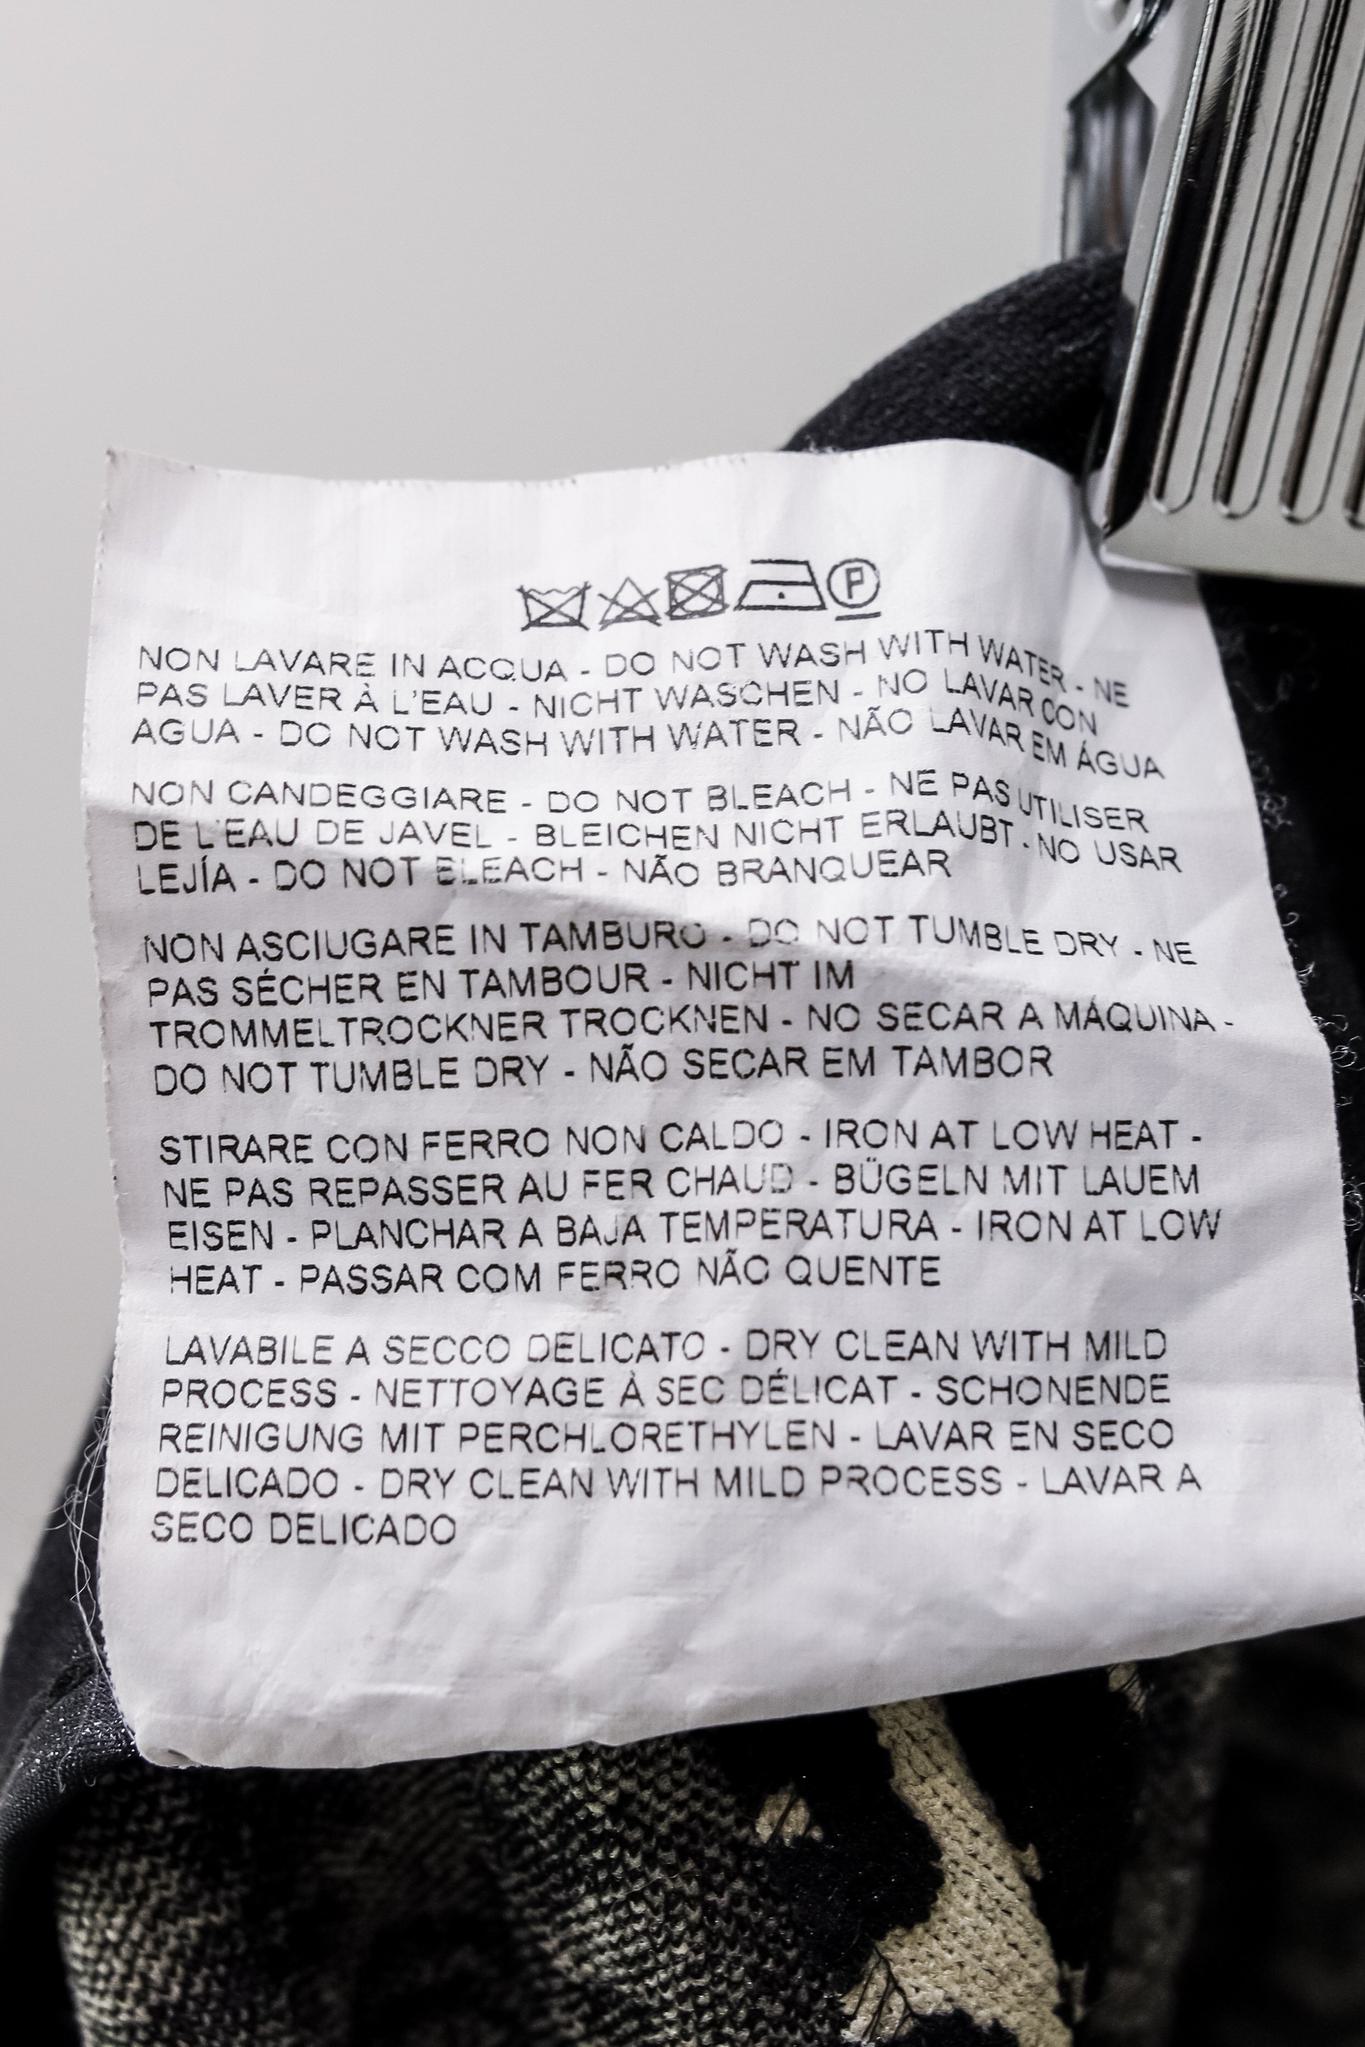 P
NON LAVARE IN ACQUA - DO NOT WASH WITH WATER - NE
PAS LAVER À L'EAU - NICHT WASCHEN - NO LAVAR CON
AGUA - DO NOT WASH WITH WATER - NÃO LAVAR EM ÁGUA
NON CANDEGGIARE - DO NOT BLEACH - NE PAS UTILISER
DE L'EAU DE JAVEL - BLEICHEN NICHT ERLAUBT - NO USAR
LEJÍA - DO NOT BLEACH - NÃO BRANQUEAR
NON ASCIUGARE IN TAMBURO - DO NOT TUMBLE DRY - NE
PAS SÉCHER EN TAMBOUR - NICHT IM
TROMMELTROCKNER TROCKNEN - NO SECAR A MÁQUINA -
DO NOT TUMBLE DRY - NÃO SECAR EM TAMBOR
STIRARE CON FERRO NON CALDO - IRON AT LOW HEAT -
NE PAS REPASSER AU FER CHAUD - BÜGELN MIT LAUEM
EISEN - PLANCHAR A BAJA TEMPERATURA - IRON AT LOW
HEAT - PASSAR COM FERRO NÃO QUENTE
LAVABILE A SECCO DELICATO - DRY CLEAN WITH MILD
PROCESS - NETTOYAGE À SEC DÉLICAT - SCHONENDE
REINIGUNG MIT PERCHLORETHYLEN - LAVAR EN SECO
DELICADO - DRY CLEAN WITH MILD PROCESS - LAVAR A
SECO DELICADO